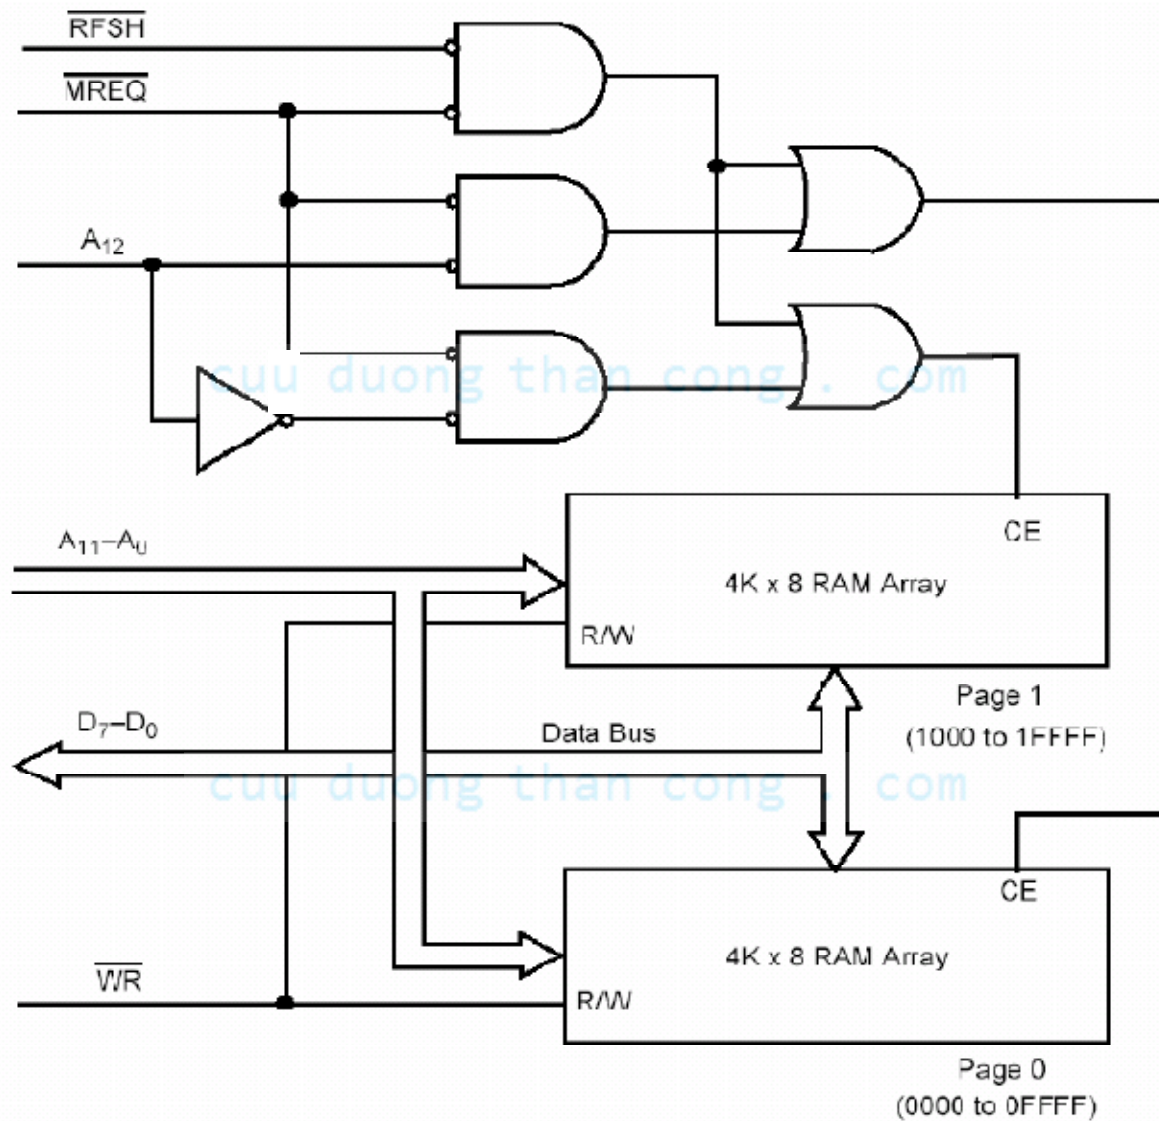 RFSH
MREQ
A12
cuu duong than cong . com
CE
A11–A0
4K x 8 RAM Array
R/W
Page 1
(1000 to 1FFFF)
D7–D0
Data Bus
cuu duong than cong . com
CE
4K x 8 RAM Array
WR
R/W
Page 0
(0000 to 0FFFF)